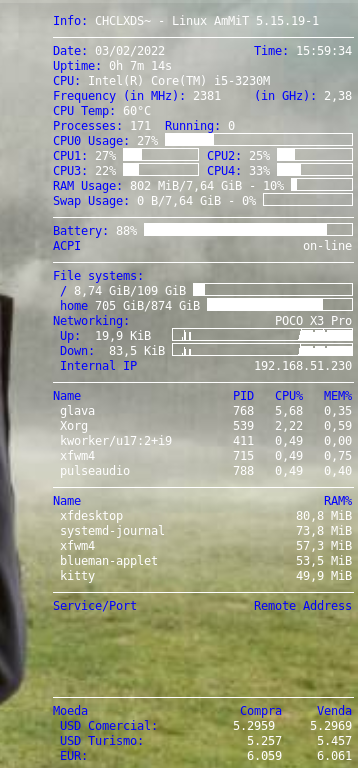 Info: CHCLXDS~ - Linux AmMiT 5.15.19-1
Date: 03/02/2022 Time: 15:59:34
Uptime: 0h 7m 14s
CPU: Intel(R) Core(TM) i5-3230M
Frequency (in MHz): 2381 (in GHz): 2,38
CPU Temp: 60°C
Processes: 171 Running: 0
CPU0 Usage: 27%
CPU1: 27% CPU2: 25%
CPU3: 22% CPU4: 33%
RAM Usage: 802 MiB/7,64 GiB - 10%
Swap Usage: 0 B/7,64 GiB - 0%
Battery: 88%
ACPI on-line
File systems:
/ 8,74 GiB/109 GiB
home 705 GiB/874 GiB
Networking: POCO X3 Pro
Up: 19,9 KiB
Down: 83,5 KiB
Internal IP 192.168.51.230
Name PID CPU% MEM%
glava 768 5,68 0,35
Xorg 539 2,22 0,59
kworker/u17:2+i9 411 0,49 0,00
xfwm4 715 0,49 0,75
pulseaudio 788 0,49 0,40
Name RAM%
xfdesktop 80,8 MiB
systemd-journal 73,8 MiB
xfwm4 57,3 MiB
blueman-applet 53,5 MiB
kitty 49,9 MiB
Service/Port Remote Address
Moeda Compra Venda
USD Comercial: 5.2959 5.2969
USD Turismo: 5.257 5.457
EUR: 6.059 6.061